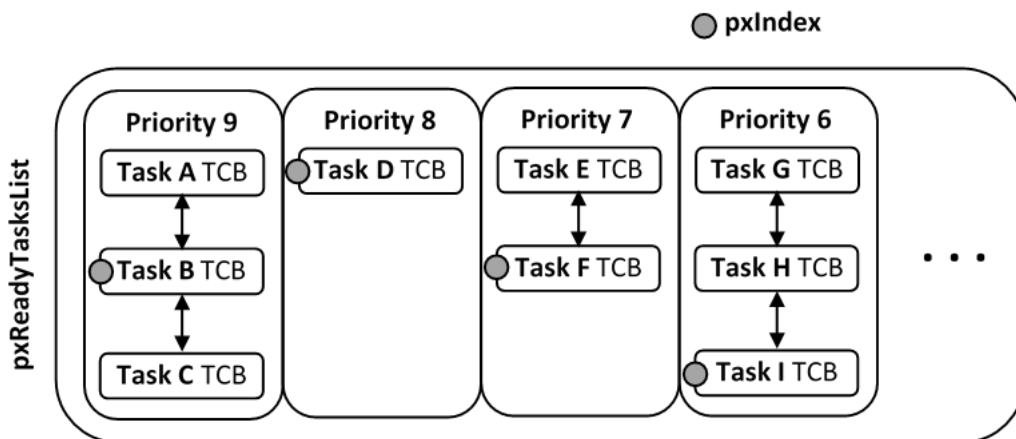 pxIndex
pxReadyTasksList
Priority 9
Task A TCB
Task B TCB
Task C TCB
Priority 8
Task D TCB
Priority 7
Task E TCB
Task F TCB
Priority 6
Task G TCB
Task H TCB
Task I TCB
. . .